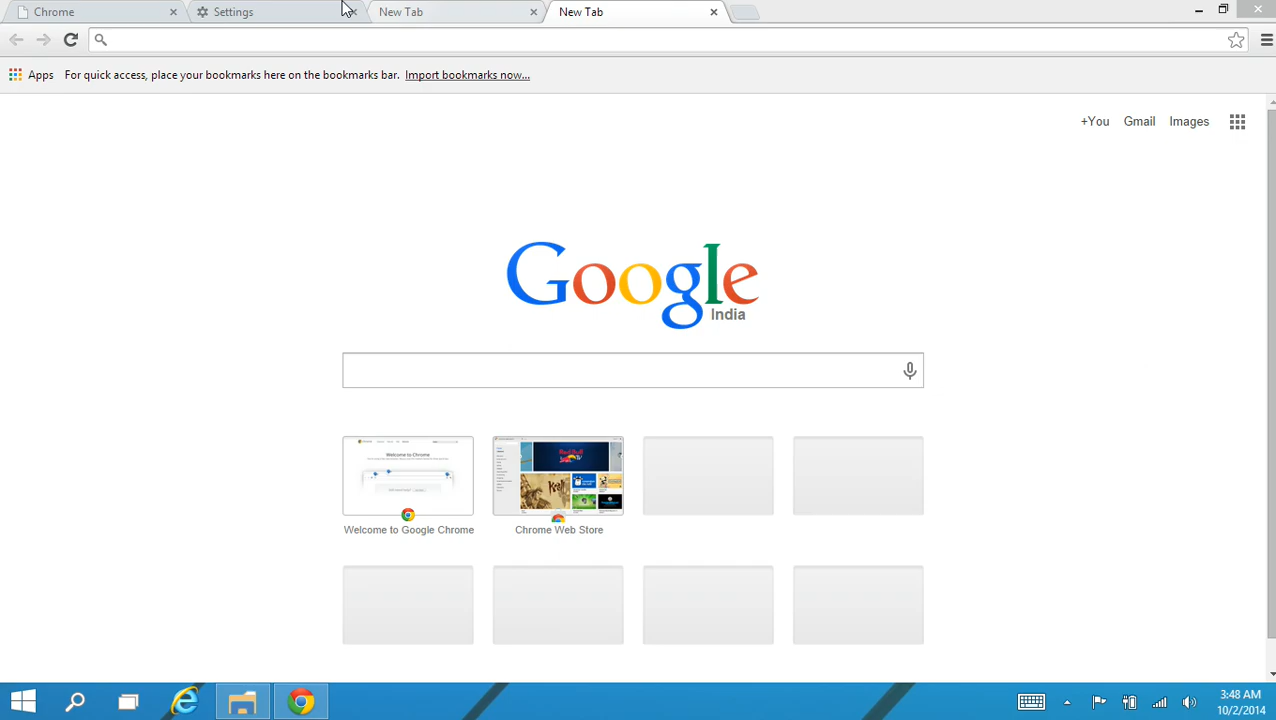 Chrome
Settings
New Tab
New Tab
Apps For quick access, place your bookmarks here on the bookmarks bar. Import bookmarks now...
+You Gmail Images
Google
India
Welcome to Google Chrome
Chrome Web Store
3:48 AM
10/2/2014